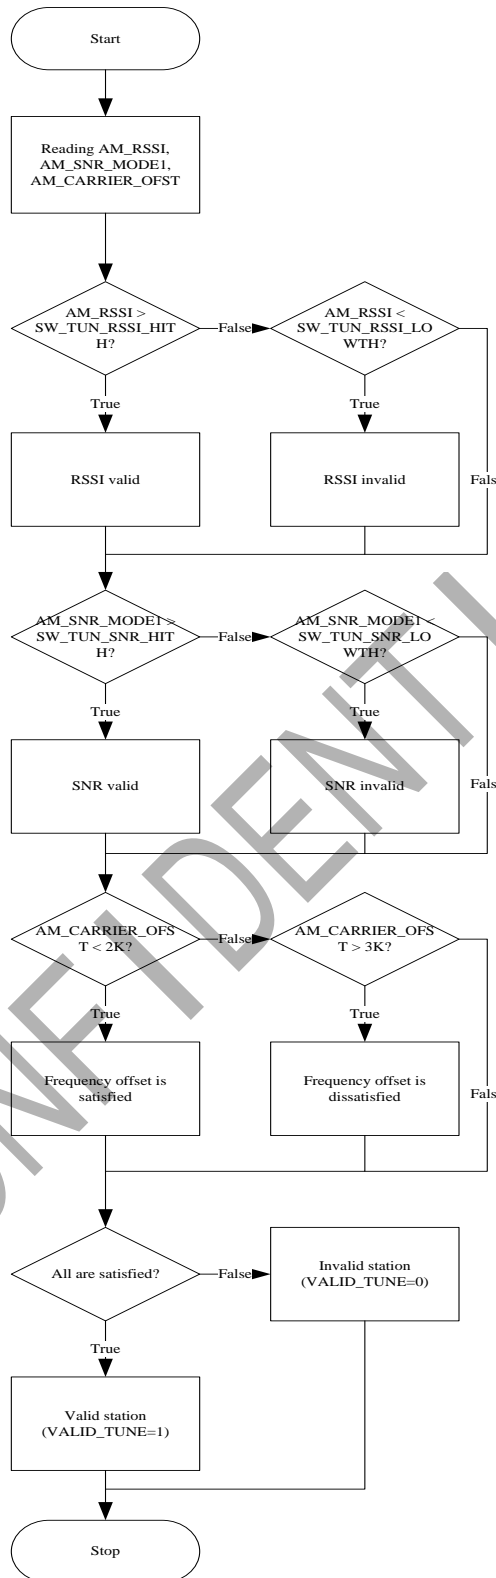 Start
Reading AM_RSSI,
AM_SNR_MODE1,
AM_CARRIER_OFST
AM_RSSI >
SW_TUN_RSSI_HIT
H?
False
AM_RSSI <
SW_TUN_RSSI_LO
WTH?
True
True
RSSI valid
RSSI invalid
Fals
AM_SNR_MODE1 >
SW_TUN_SNR_HIT
H?
False
AM_SNR_MODE1 <
SW_TUN_SNR_LO
WTH?
True
True
SNR valid
SNR invalid
Fals
AM_CARRIER_OFS
T < 2K?
False
AM_CARRIER_OFS
T > 3K?
True
True
Frequency offset is
satisfied
Frequency offset is
dissatisfied
Fals
All are satisfied?
False
Invalid station
(VALID_TUNE=0)
True
Valid station
(VALID_TUNE=1)
Stop
ONFIDENTI